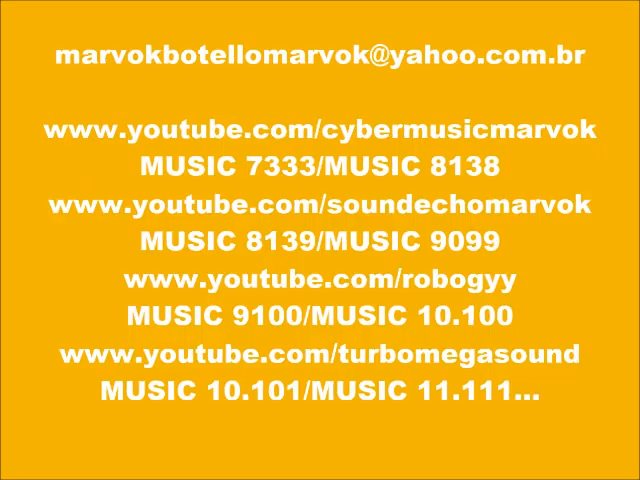 marvokbotellomarvok@yahoo.com.br
www.youtube.com/cybermusicmarvok
MUSIC 7333/MUSIC 8138
www.youtube.com/soundechomarvok
MUSIC 8139/MUSIC 9099
www.youtube.com/robogyy
MUSIC 9100/MUSIC 10.100
www.youtube.com/turbomegasound
MUSIC 10.101/MUSIC 11.111...